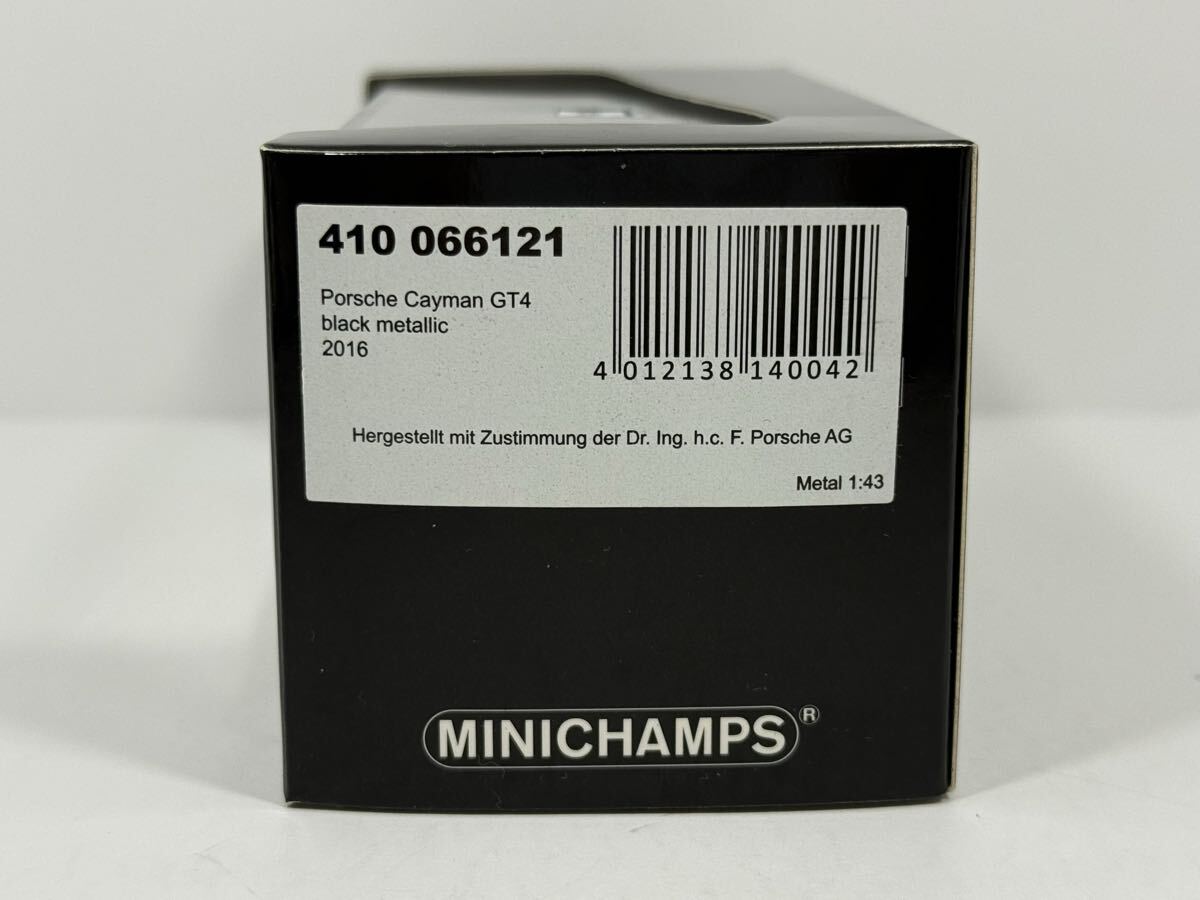 410 066121
Porsche Cayman GT4
black metallic
2016
4 012138 140042
Hergestellt mit Zustimmung der Dr. Ing. h.c. F. Porsche AG
Metal 1:43
MINICHAMPS®